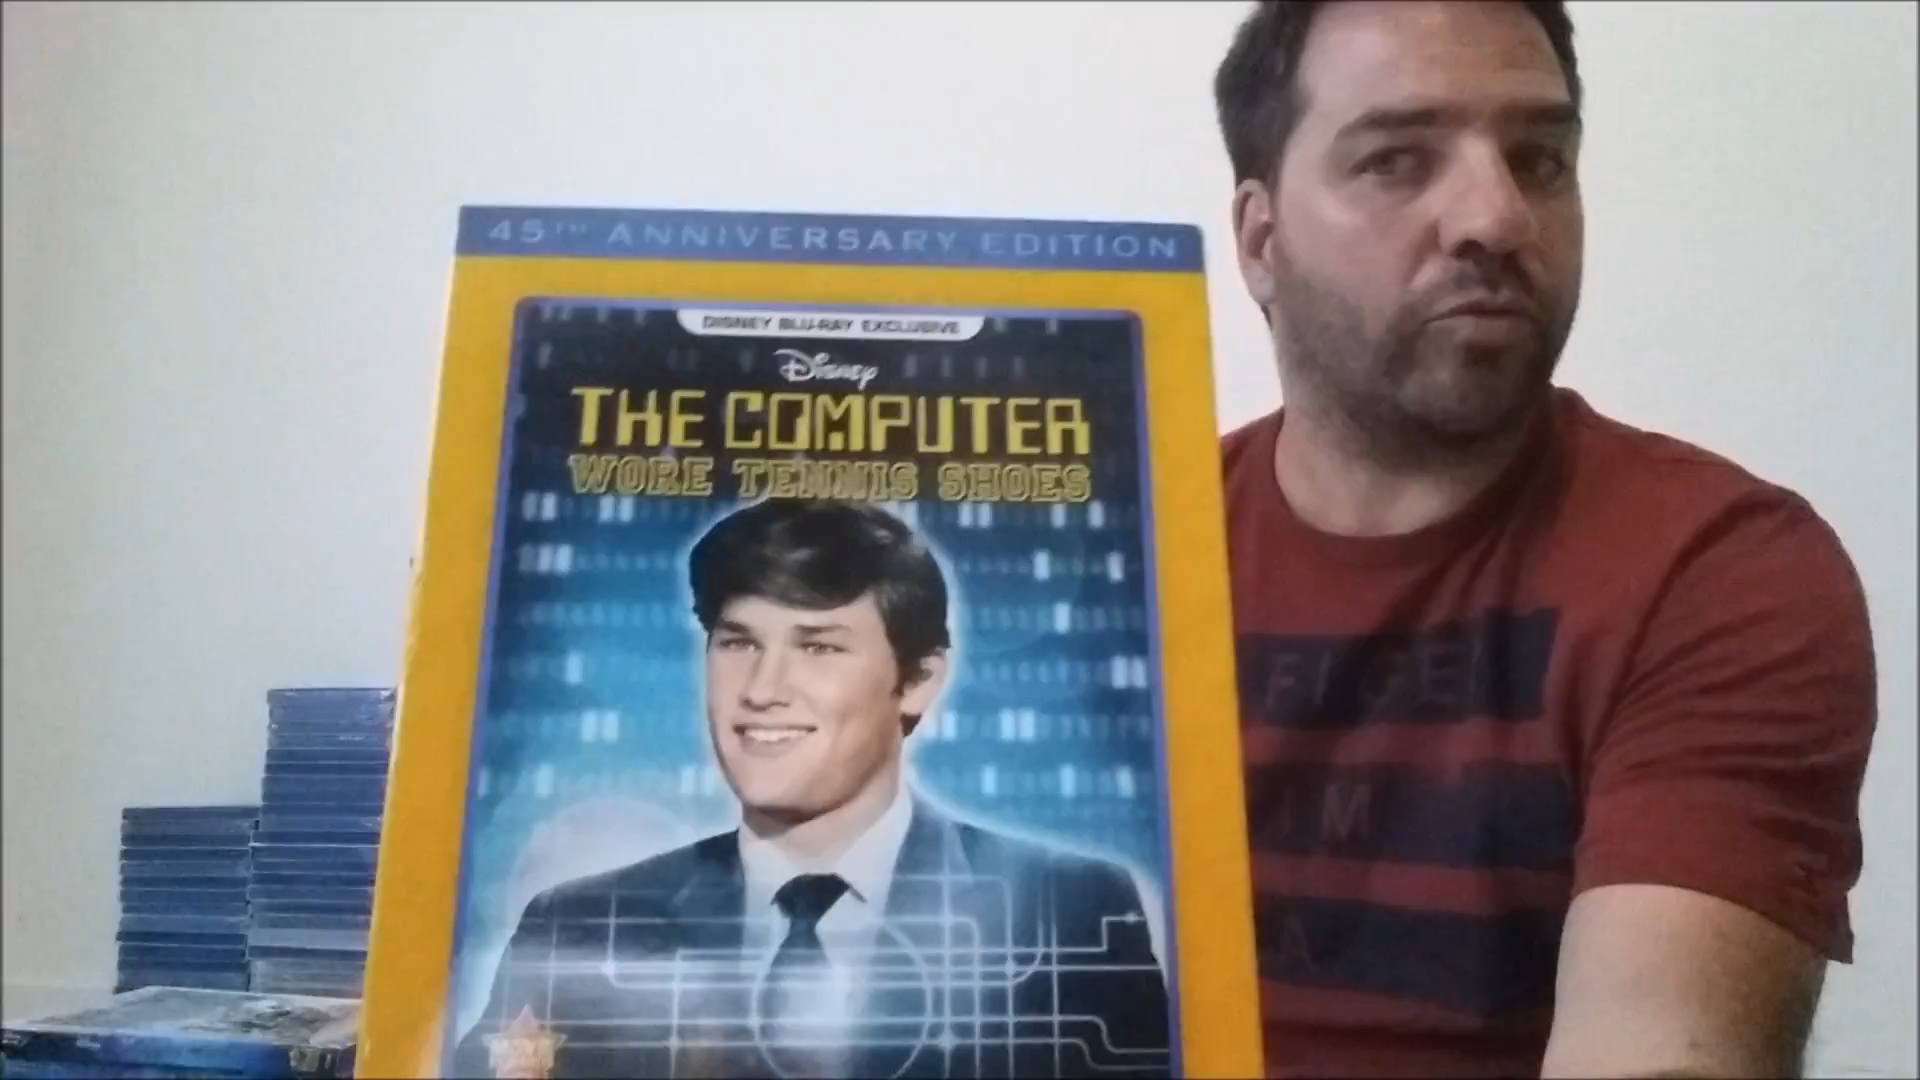 45TH ANNIVERSARY EDITION
DISNEY BLU-RAY EXCLUSIVE
Disney
THE COMPUTER
WORE TENNIS SHOES